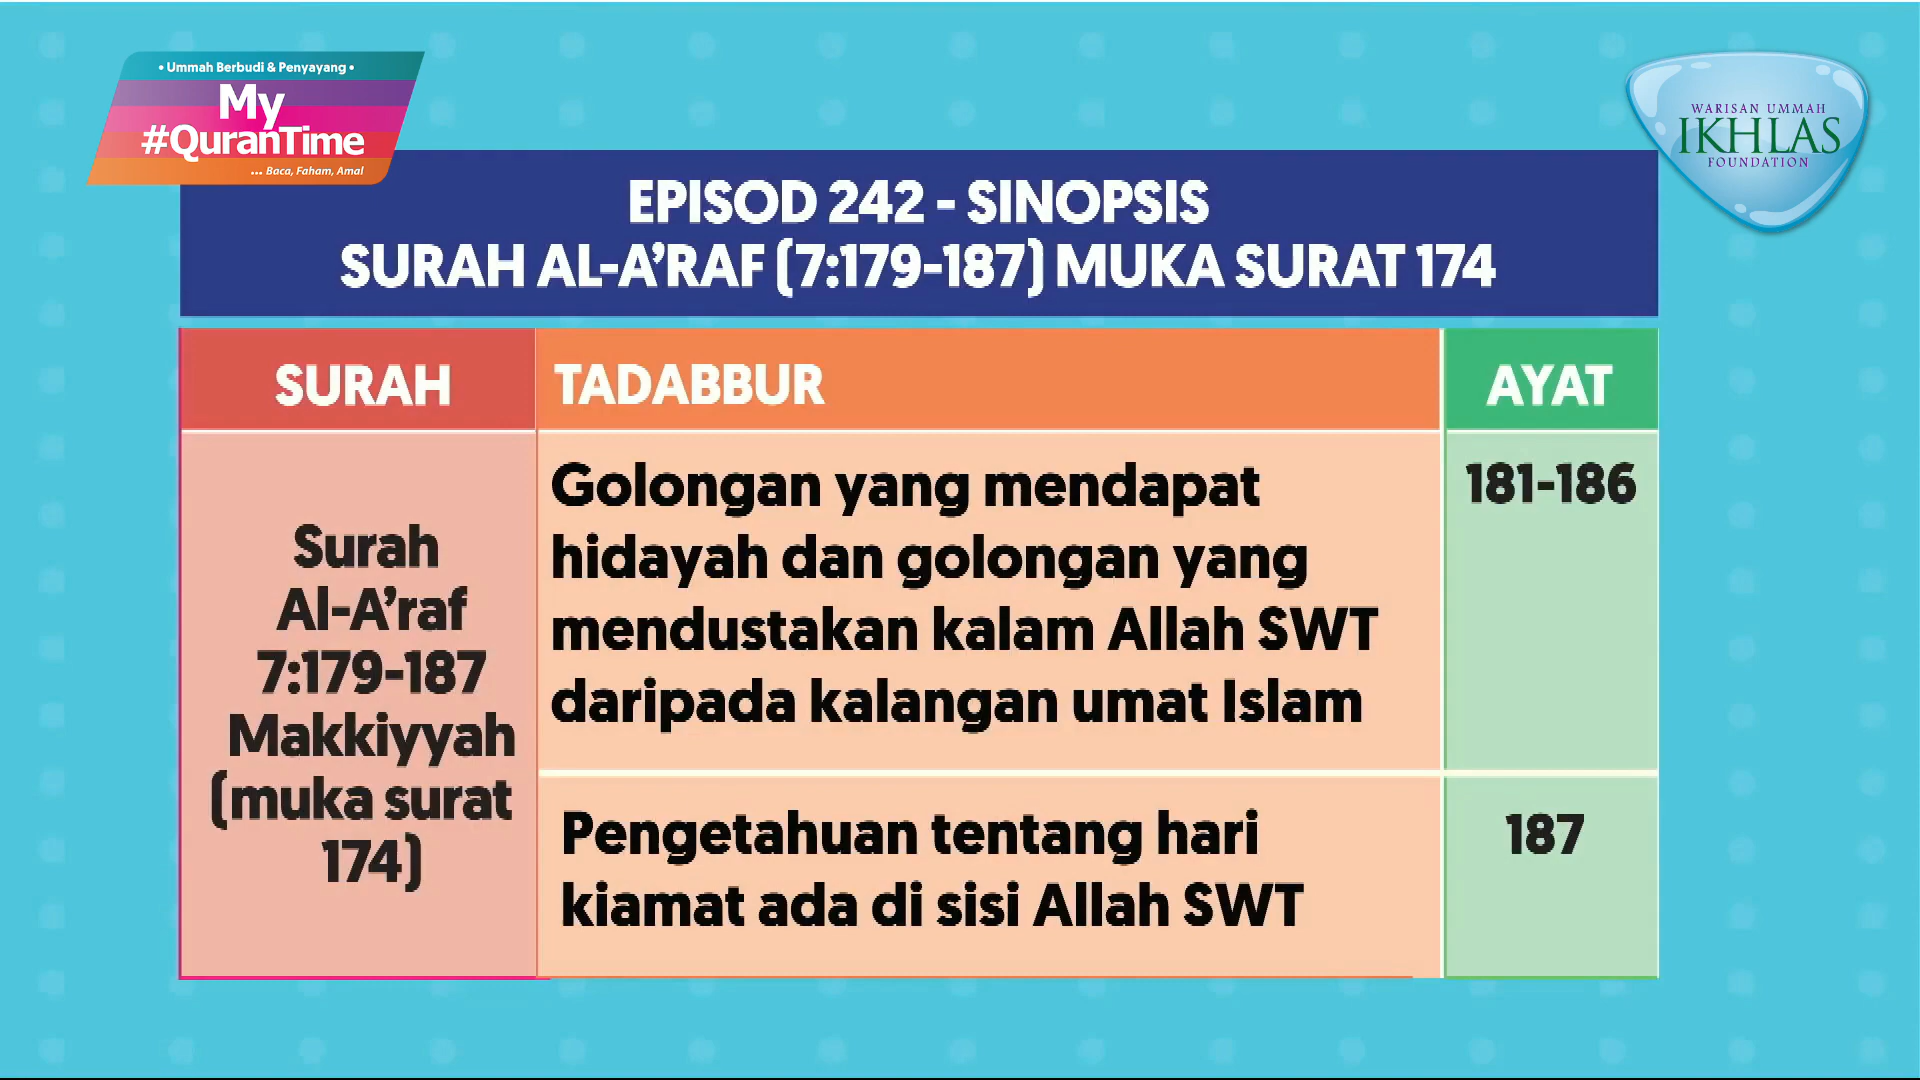 • Ummah Berbudi & Penyayang •
My
#QuranTime
... Baca, Faham, Amal
WARISAN UMMAH
IKHLAS
FOUNDATION
EPISOD 242 - SINOPSIS
SURAH AL-A’RAF (7:179-187) MUKA SURAT 174
SURAH
TADABBUR
AYAT
Surah
Al-A’raf
7:179-187
Makkiyyah
(muka surat
174)
Golongan yang mendapat
hidayah dan golongan yang
mendustakan kalam Allah SWT
daripada kalangan umat Islam
181-186
Pengetahuan tentang hari
kiamat ada di sisi Allah SWT
187